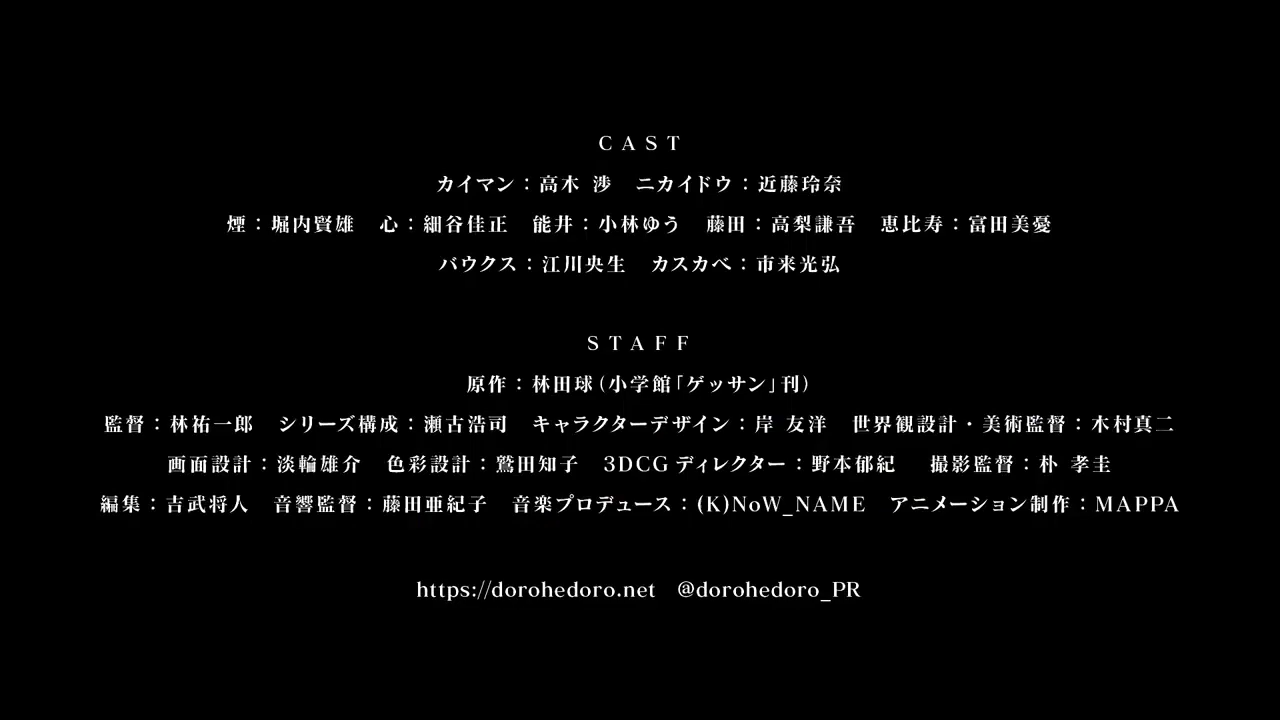 CAST
カイマン：高木 渉　ニカイドウ：近藤玲奈
煙：堀内賢雄　心：細谷佳正　能井：小林ゆう　藤田：高梨謙吾　恵比寿：富田美憂
バウクス：江川央生　カスカベ：市来光弘
STAFF
原作：林田球（小学館「ゲッサン」刊）
監督：林祐一郎　シリーズ構成：瀬古浩司　キャラクターデザイン：岸 友洋　世界観設計・美術監督：木村真二
画面設計：淡輪雄介　色彩設計：鷲田知子　3DCGディレクター：野本郁紀　撮影監督：朴 孝圭
編集：吉武将人　音響監督：藤田亜紀子　音楽プロデュース：(K)NoW_NAME　アニメーション制作：MAPPA
https://dorohedoro.net　@dorohedoro_PR